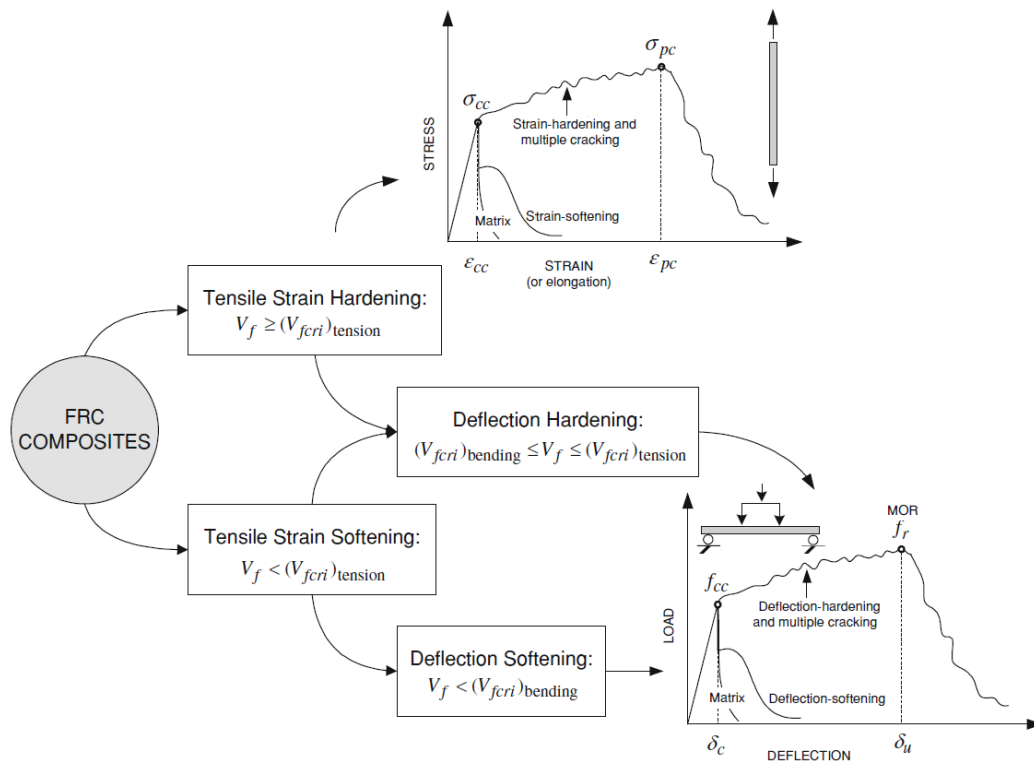 σpc
σcc
STRESS
Strain-hardening and
multiple cracking
Matrix
Strain-softening
εcc
STRAIN
(or elongation)
εpc
Tensile Strain Hardening:
Vf ≥ (Vfcri)tension
FRC
COMPOSITES
Deflection Hardening:
(Vfcri)bending ≤ Vf ≤ (Vfcri)tension
Tensile Strain Softening:
Vf < (Vfcri)tension
Deflection Softening:
Vf < (Vfcri)bending
MOR
fr
fcc
LOAD
Deflection-hardening
and multiple cracking
Matrix
Deflection-softening
δc
DEFLECTION
δu